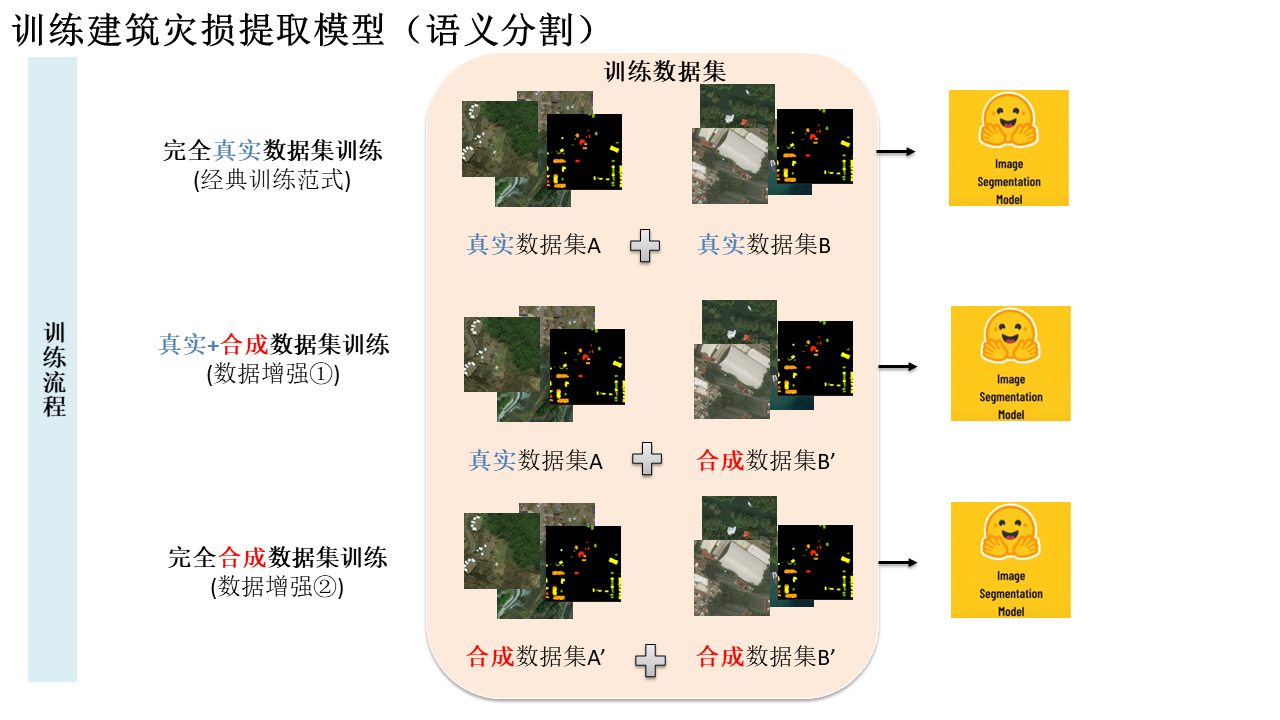 训练建筑灾损提取模型（语义分割）
训练数据集
训练流程
完全真实数据集训练
(经典训练范式)
真实数据集A
真实数据集B
Image
Segmentation
Model
真实+合成数据集训练
(数据增强①)
真实数据集A
合成数据集B’
Image
Segmentation
Model
完全合成数据集训练
(数据增强②)
合成数据集A’
合成数据集B’
Image
Segmentation
Model